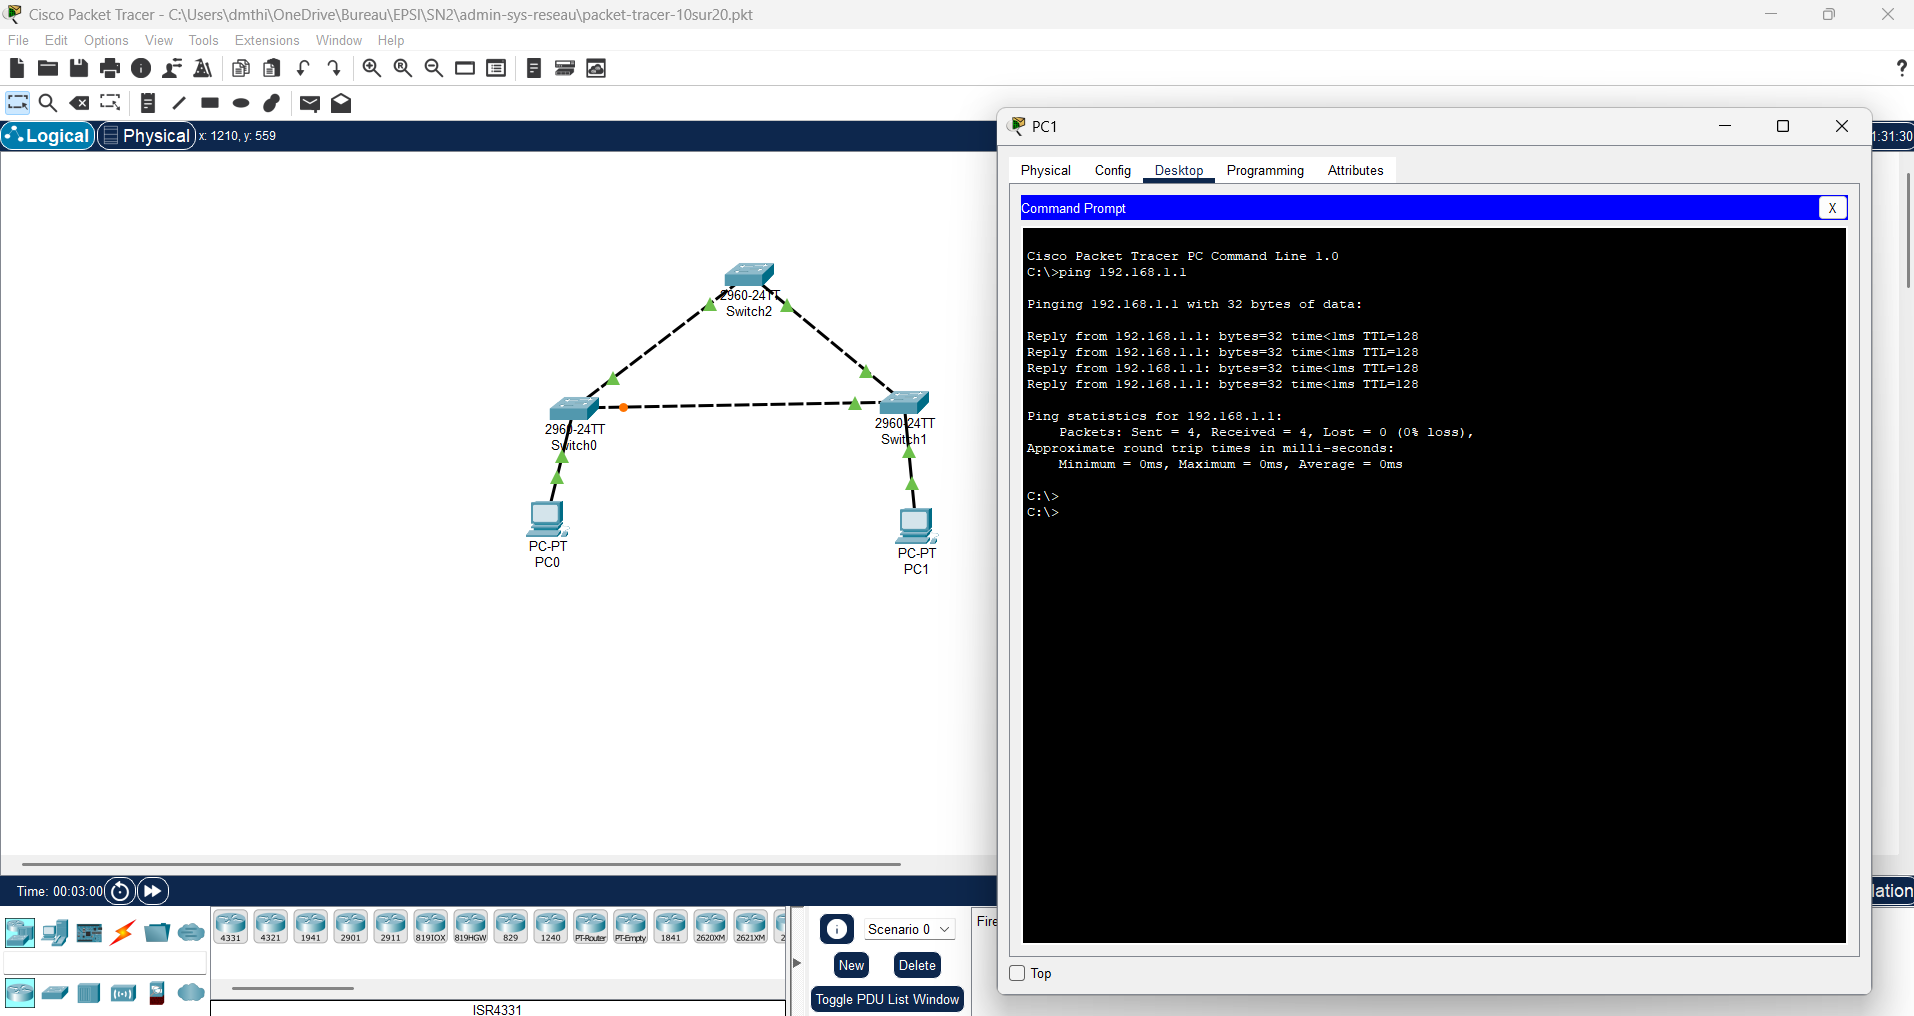 Cisco Packet Tracer - C:\Users\dmthi\OneDrive\Bureau\EPSI\SN2\admin-sys-reseau\packet-tracer-10sur20.pkt
File Edit Options View Tools Extensions Window Help
?
Logical Physical x: 1210, y: 559
1:31:30
2960-24TT
Switch2
2960-24TT
Switch0
2960-24TT
Switch1
PC-PT
PC0
PC-PT
PC1
PC1
Physical Config Desktop Programming Attributes
Command Prompt X
Cisco Packet Tracer PC Command Line 1.0
C:\>ping 192.168.1.1
Pinging 192.168.1.1 with 32 bytes of data:
Reply from 192.168.1.1: bytes=32 time<1ms TTL=128
Reply from 192.168.1.1: bytes=32 time<1ms TTL=128
Reply from 192.168.1.1: bytes=32 time<1ms TTL=128
Reply from 192.168.1.1: bytes=32 time<1ms TTL=128
Ping statistics for 192.168.1.1:
Packets: Sent = 4, Received = 4, Lost = 0 (0% loss),
Approximate round trip times in milli-seconds:
Minimum = 0ms, Maximum = 0ms, Average = 0ms
C:\>
C:\>
Top
Time: 00:03:00
lation
4331 4321 1941 2901 2911 819IOX 819HGW 829 1240 PT-Router PT-Empty 1841 2620XM 2621XM 2
ISR4331
Scenario 0
New Delete
Toggle PDU List Window
Fire